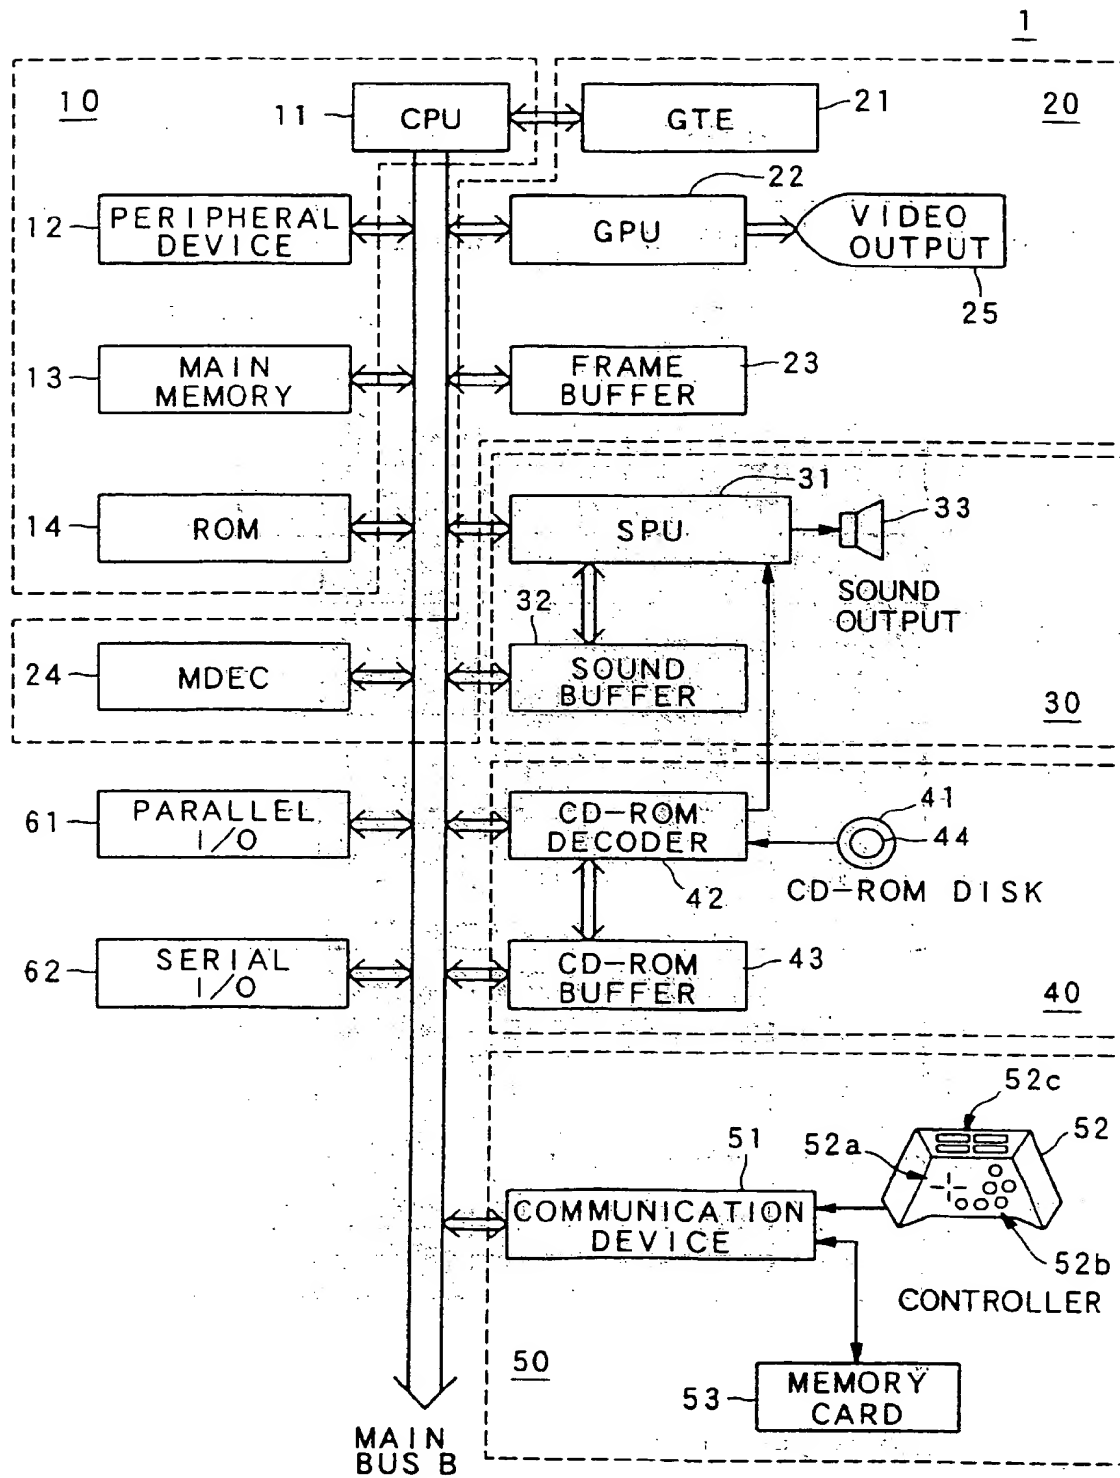 1
10
11
CPU
GTE
21
20
12
PERIPHERAL
DEVICE
22
GPU
VIDEO
OUTPUT
25
13
MAIN
MEMORY
FRAME
BUFFER
23
14
ROM
31
SPU
33
SOUND
OUTPUT
32
24
MDEC
SOUND
BUFFER
30
61
PARALLEL
I/O
CD-ROM
DECODER
42
41
44
CD-ROM DISK
62
SERIAL
I/O
CD-ROM
BUFFER
43
40
52c
52
52a
51
COMMUNICATION
DEVICE
52b
CONTROLLER
50
53
MEMORY
CARD
MAIN
BUS B